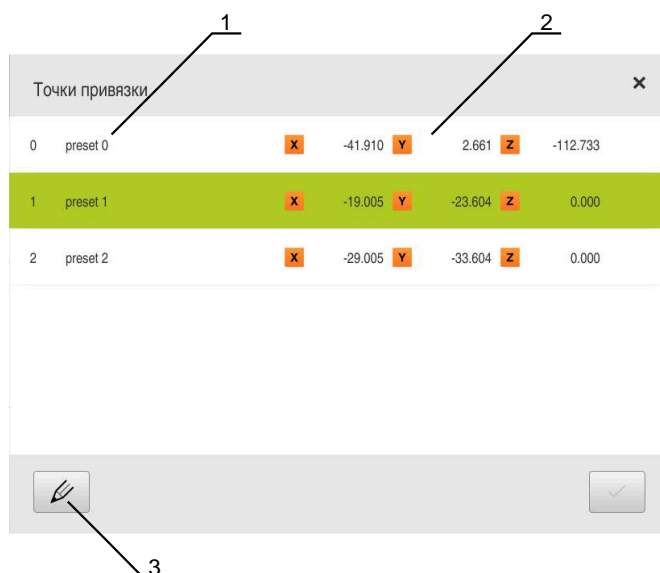 1 2
Точки привязки ×
0 preset 0 X -41.910 Y 2.661 Z -112.733
1 preset 1 X -19.005 Y -23.604 Z 0.000
2 preset 2 X -29.005 Y -33.604 Z 0.000
3